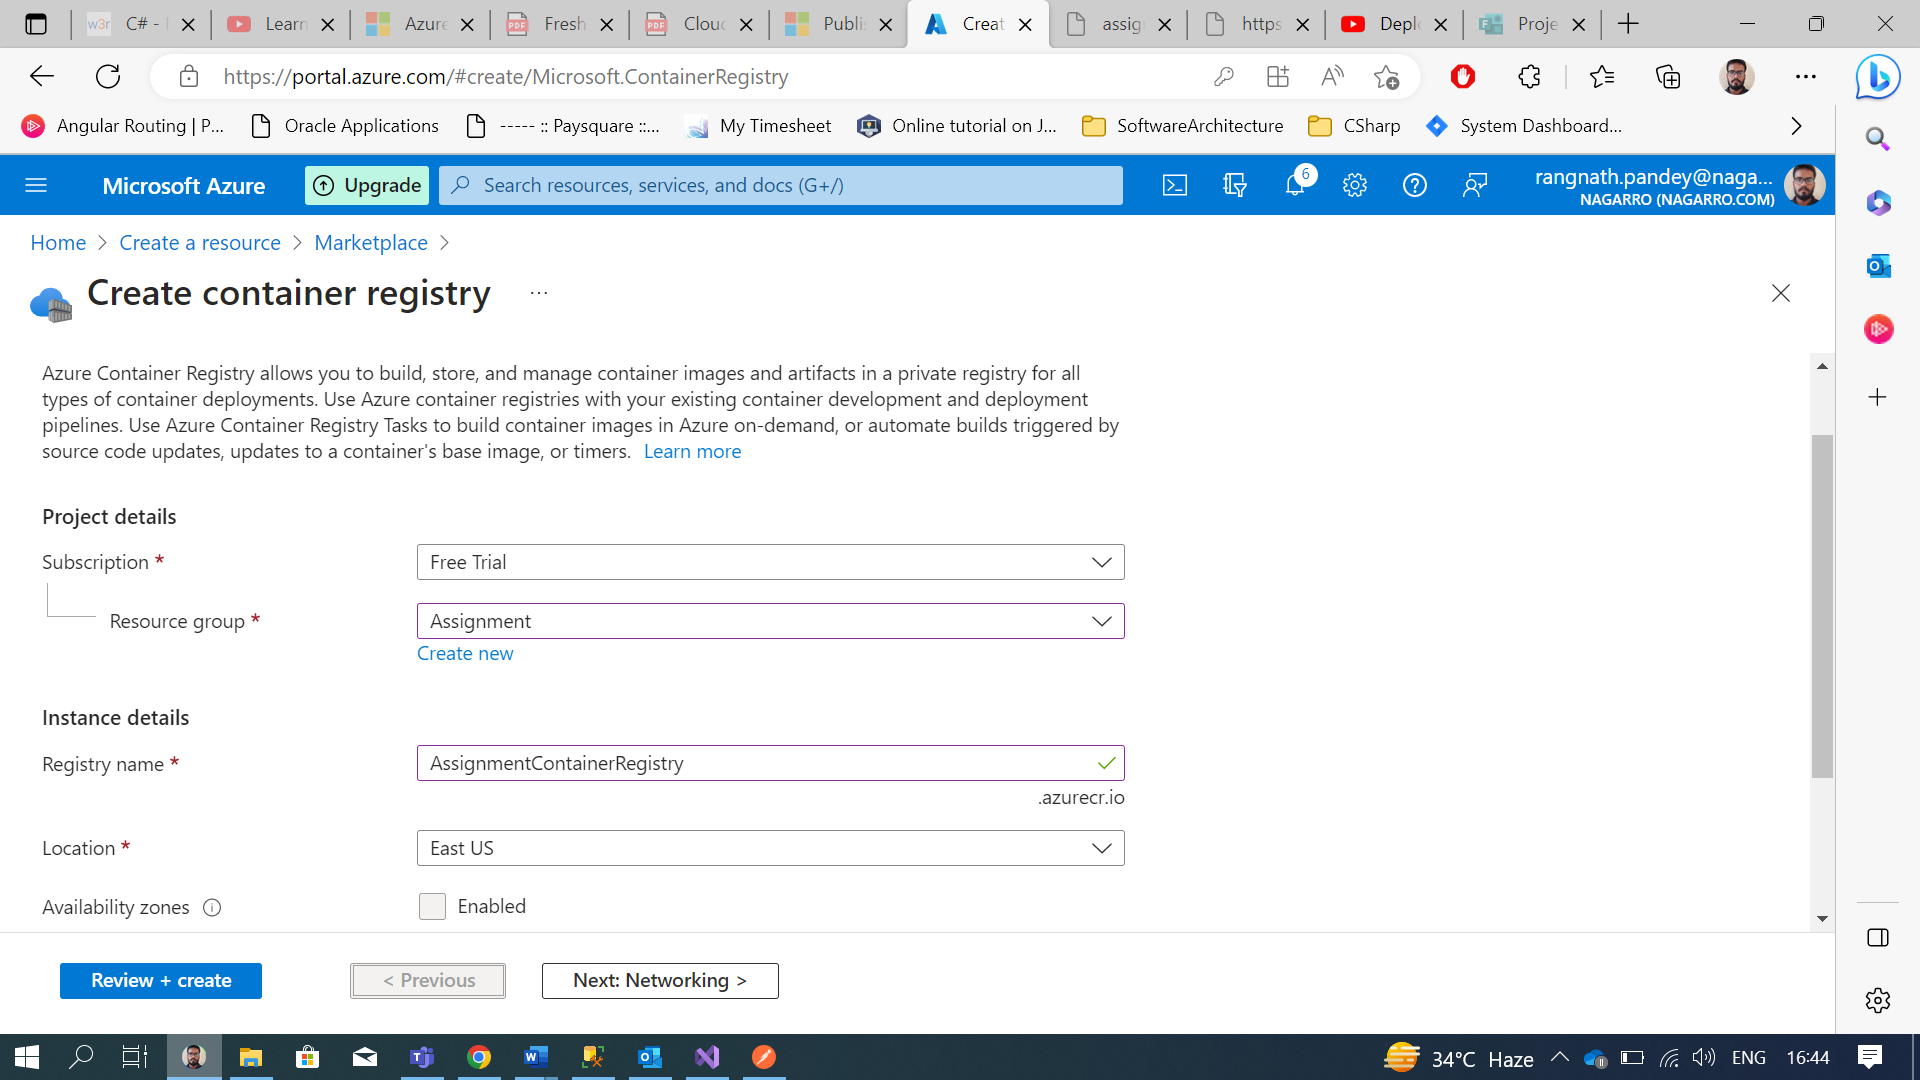 C# -
Learn
Azure
Fresh
Clou
Publi
Creat
assig
https
Depl
Proje
https://portal.azure.com/#create/Microsoft.ContainerRegistry
Angular Routing | P...
Oracle Applications
----- :: Paysquare ::...
My Timesheet
Online tutorial on J...
SoftwareArchitecture
CSharp
System Dashboard...
Microsoft Azure
Upgrade
Search resources, services, and docs (G+/)
6
rangnath.pandey@naga...
NAGARRO (NAGARRO.COM)
Home > Create a resource > Marketplace >
Create container registry ...
Azure Container Registry allows you to build, store, and manage container images and artifacts in a private registry for all
types of container deployments. Use Azure container registries with your existing container development and deployment
pipelines. Use Azure Container Registry Tasks to build container images in Azure on-demand, or automate builds triggered by
source code updates, updates to a container's base image, or timers. Learn more
Project details
Subscription *
Free Trial
Resource group *
Assignment
Create new
Instance details
Registry name *
AssignmentContainerRegistry
.azurecr.io
Location *
East US
Availability zones
Enabled
Review + create
< Previous
Next: Networking >
34°C Haze
ENG
16:44